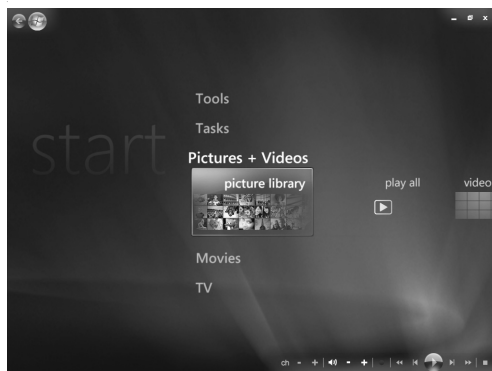 start
Tools
Tasks
Pictures + Videos
picture library
play all
video
Movies
TV
ch - +
- +